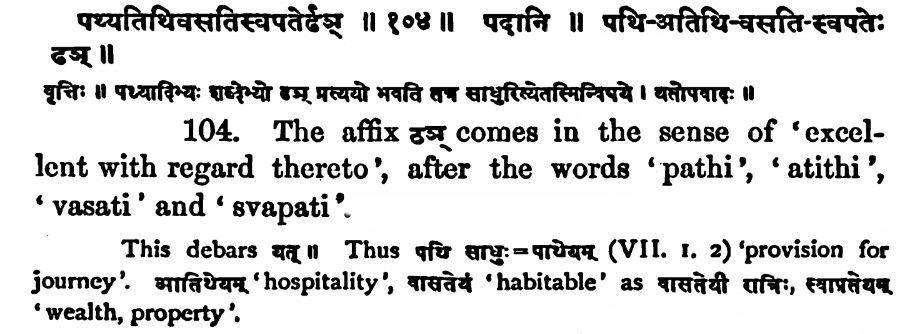 पथ्यतिथिवसतिस्वपतेर्ढञ् ॥ १०४ ॥ पदानि ॥ पथि-अतिथि-वसति-स्वपतेः
ढञ् ॥
वृत्तिः ॥ पथ्यादिभ्यः शब्देभ्यो ढञ् प्रत्ययो भवति तत्र साधुरित्येतस्मिन्विषये । यतोपवादः ॥
104. The affix ढञ् comes in the sense of ‘excel-
lent with regard thereto’, after the words ‘pathi’, ‘atithi’,
‘vasati’ and ‘svapati’.
This debars यत् ॥ Thus पथि साधुः=पाथेयम् (VII. 1. 2) ‘provision for
journey’. आतिथेयम् ‘hospitality’, वासतेयं ‘habitable’ as वासतेयी रात्रिः, स्वापतेयम्
‘wealth, property’.